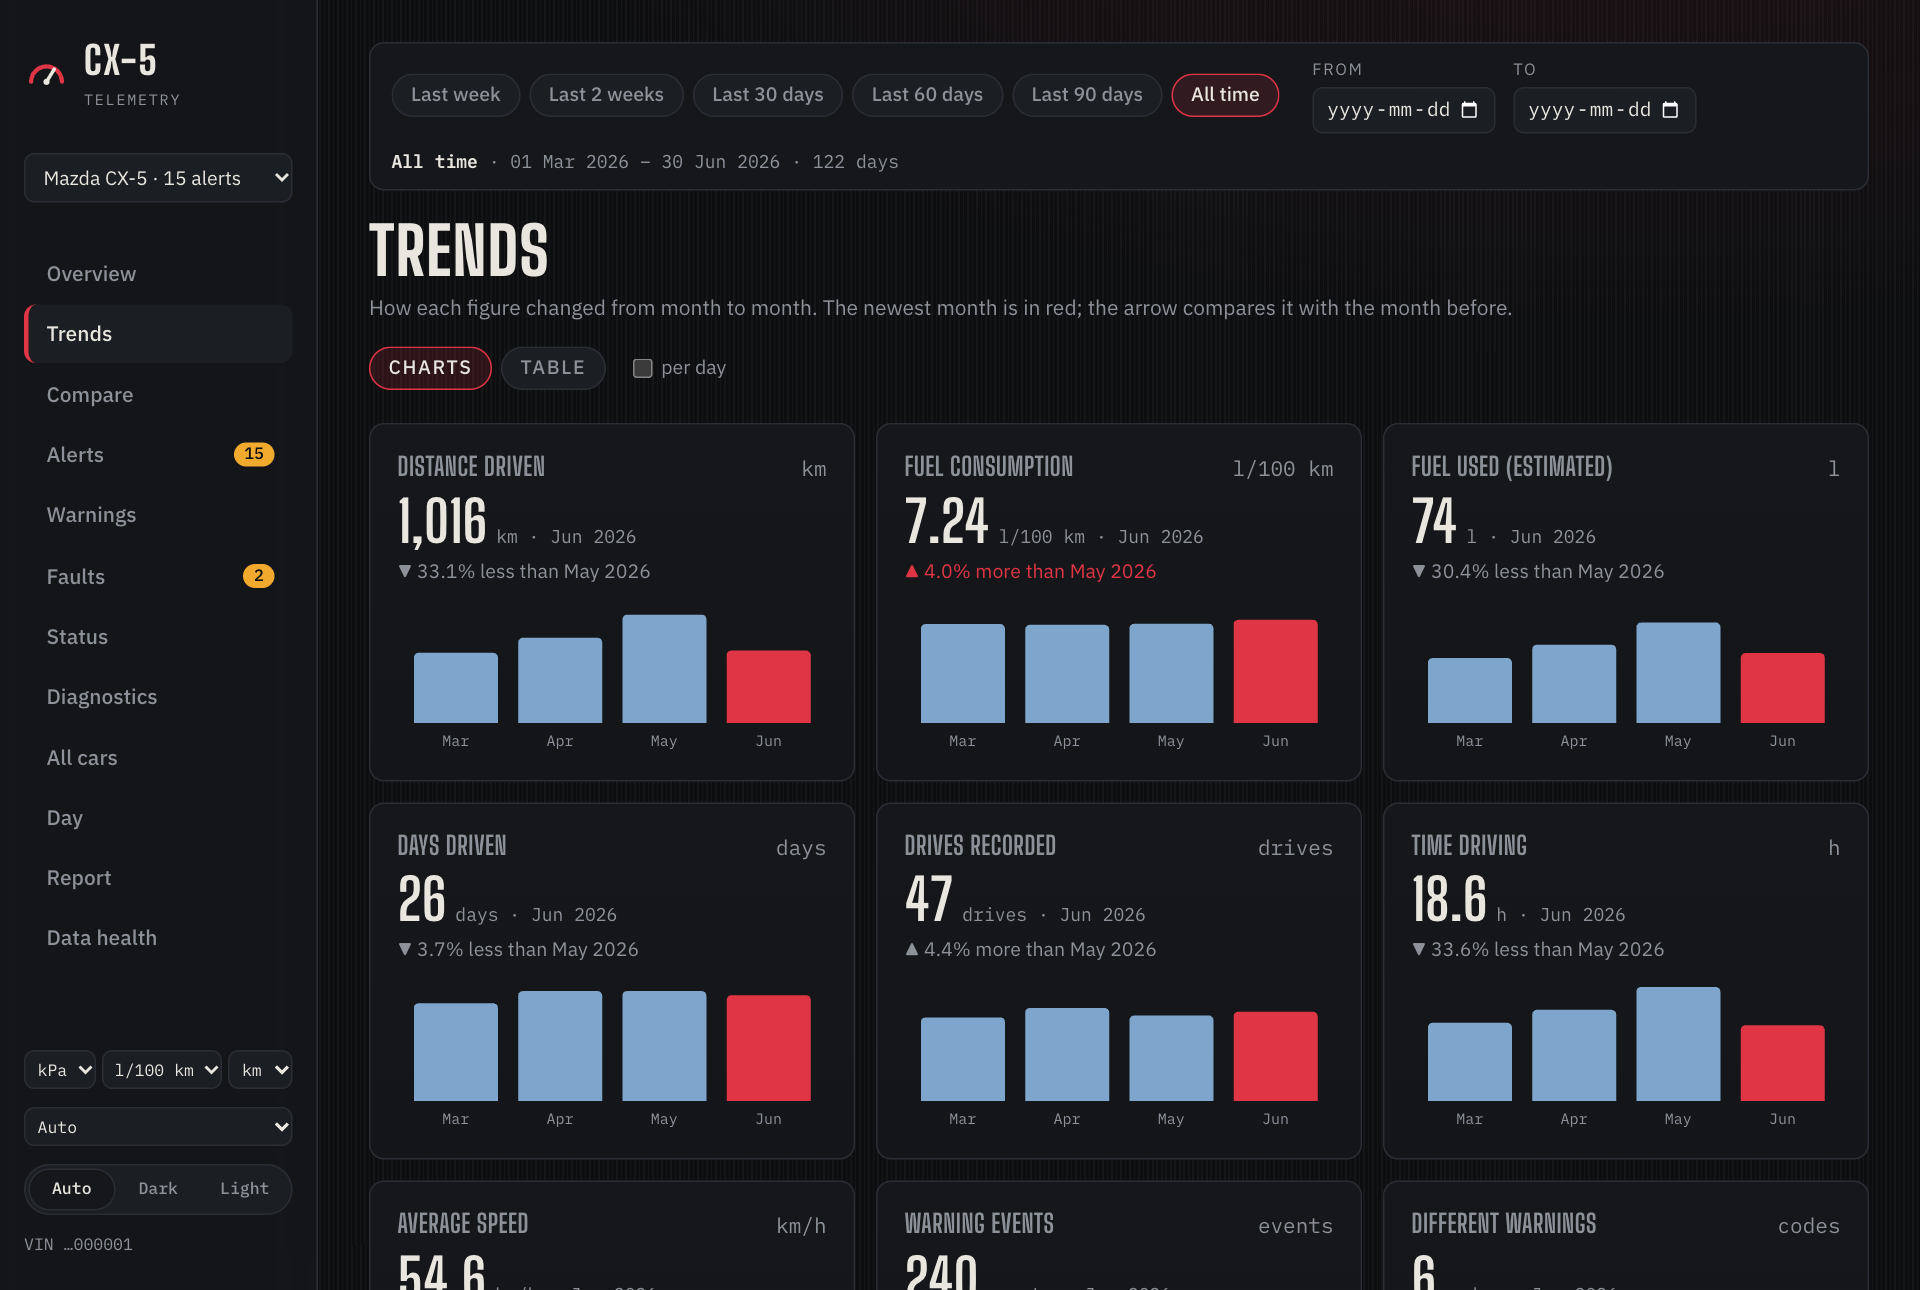 CX-5
TELEMETRY
Mazda CX-5 · 15 alerts
Overview
Trends
Compare
Alerts 15
Warnings
Faults 2
Status
Diagnostics
All cars
Day
Report
Data health
kPa l/100 km km
Auto
Auto Dark Light
VIN …000001
FROM TO
Last week Last 2 weeks Last 30 days Last 60 days Last 90 days All time yyyy-mm-dd yyyy-mm-dd
All time · 01 Mar 2026 – 30 Jun 2026 · 122 days
TRENDS
How each figure changed from month to month. The newest month is in red; the arrow compares it with the month before.
CHARTS TABLE per day
DISTANCE DRIVEN km
1,016 km · Jun 2026
▼ 33.1% less than May 2026
Mar Apr May Jun
FUEL CONSUMPTION l/100 km
7.24 l/100 km · Jun 2026
▲ 4.0% more than May 2026
Mar Apr May Jun
FUEL USED (ESTIMATED) l
74 l · Jun 2026
▼ 30.4% less than May 2026
Mar Apr May Jun
DAYS DRIVEN days
26 days · Jun 2026
▼ 3.7% less than May 2026
Mar Apr May Jun
DRIVES RECORDED drives
47 drives · Jun 2026
▲ 4.4% more than May 2026
Mar Apr May Jun
TIME DRIVING h
18.6 h · Jun 2026
▼ 33.6% less than May 2026
Mar Apr May Jun
AVERAGE SPEED km/h
54.6
WARNING EVENTS events
240
DIFFERENT WARNINGS codes
6